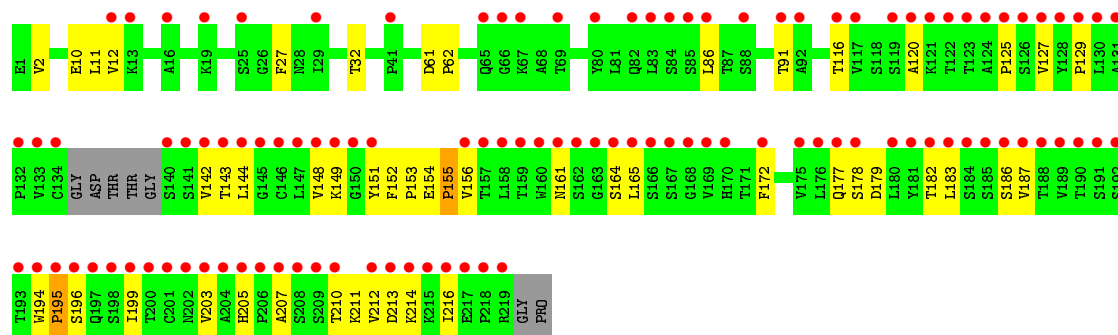 E1 V2 E10 L11 V12 K13 A16 K19 S25 G26 F27 N28 I29 T32 P41 D61 P62 Q65 G66 K67 A68 T69 Y80 L81 Q82 L83 S84 S85 L86 T87 S88 T91 A92 T116 V117 S118 S119 A120 K121 T122 T123 A124 P125 S126 V127 Y128 P129 L130 A131
P132 V133 C134 GLY ASP THR THR GLY S140 S141 V142 T143 L144 G145 C146 L147 V148 K149 G150 Y151 F152 P153 E154 P155 V156 T157 L158 T159 W160 N161 S162 G163 S164 L165 S166 S167 G168 V169 H170 T171 F172 V175 L176 Q177 S178 D179 L180 Y181 T182 L183 S184 S185 S186 V187 T188 V189 T190 S191 S192
T193 W194 P195 S196 Q197 S198 I199 T200 C201 N202 V203 A204 H205 P206 A207 S208 S209 T210 K211 V212 D213 K214 K215 I216 E217 P218 R219 GLY PRO